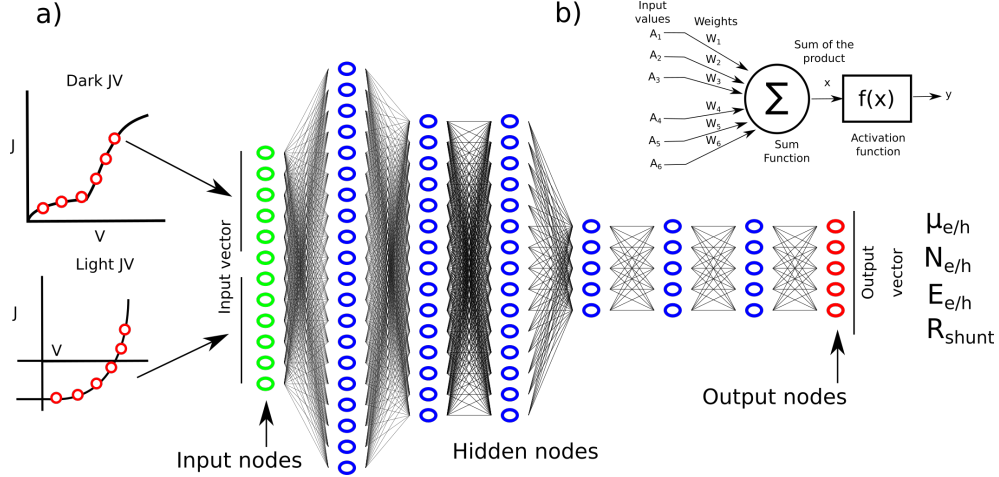 a)
Dark JV
J
V
Light JV
J
V
Input vector
Input nodes
Hidden nodes
Output nodes
Output
vector
μe/h
Ne/h
Ee/h
Rshunt
b)
Input
values
Weights
A1
A2
A3
A4
A5
A6
W1
W2
W3
W4
W5
W6
Σ
Sum
Function
Sum of the
product
x
f(x)
y
Activation
function